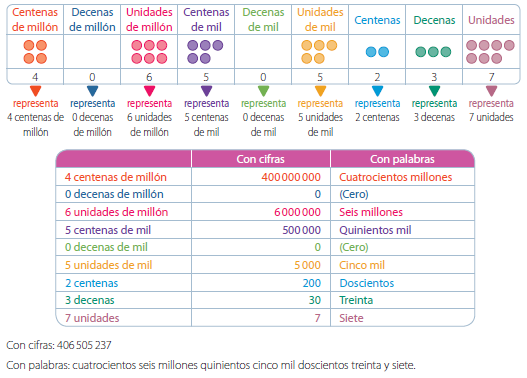 Centenas de millón
Decenas de millón
Unidades de millón
Centenas de mil
Decenas de mil
Unidades de mil
Centenas
Decenas
Unidades
4 0 6 5 0 5 2 3 7
representa 4 centenas de millón
representa 0 decenas de millón
representa 6 unidades de millón
representa 5 centenas de mil
representa 0 decenas de mil
representa 5 unidades de mil
representa 2 centenas
representa 3 decenas
representa 7 unidades
Con cifras Con palabras
4 centenas de millón 400 000 000 Cuatrocientos millones
0 decenas de millón 0 (Cero)
6 unidades de millón 6 000 000 Seis millones
5 centenas de mil 500 000 Quinientos mil
0 decenas de mil 0 (Cero)
5 unidades de mil 5 000 Cinco mil
2 centenas 200 Doscientos
3 decenas 30 Treinta
7 unidades 7 Siete
Con cifras: 406 505 237
Con palabras: cuatrocientos seis millones quinientos cinco mil doscientos treinta y siete.